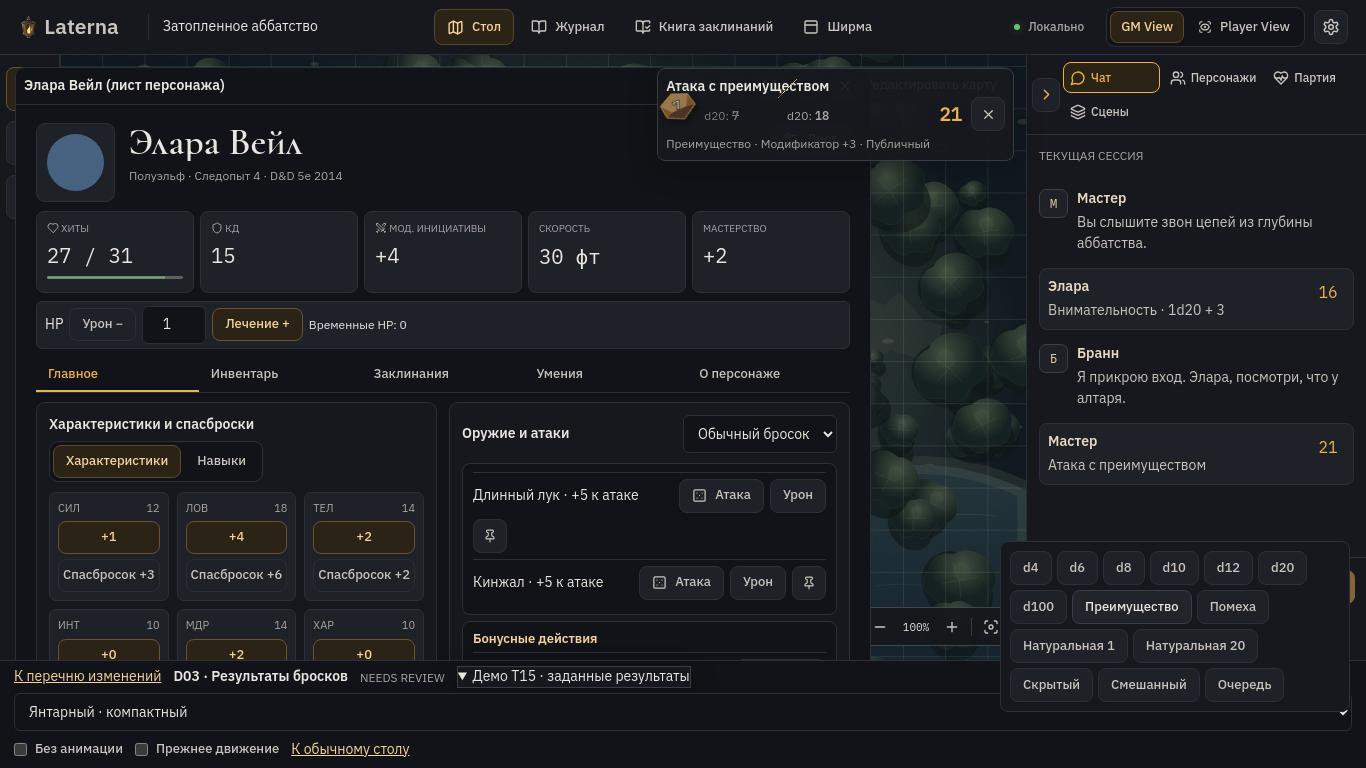 Laterna
Затопленное аббатство
Стол
Журнал
Книга заклинаний
Ширма
Локально
GM View
Player View
Элара Вейл (лист персонажа)
Элара Вейл
Полуэльф · Следопыт 4 · D&D 5e 2014
ХИТЫ
27 / 31
КД
15
МОД. ИНИЦИАТИВЫ
+4
СКОРОСТЬ
30 фт
МАСТЕРСТВО
+2
HP
Урон −
1
Лечение +
Временные HP: 0
Главное
Инвентарь
Заклинания
Умения
О персонаже
Характеристики и спасброски
Характеристики
Навыки
СИЛ 12
+1
Спасбросок +3
ЛОВ 18
+4
Спасбросок +6
ТЕЛ 14
+2
Спасбросок +2
ИНТ 10
+0
МДР 14
+2
ХАР 10
+0
Оружие и атаки
Обычный бросок
Длинный лук · +5 к атаке
Атака
Урон
Кинжал · +5 к атаке
Атака
Урон
Бонусные действия
Атака с преимуществом
едактировать карту
7
d20: 7
d20: 18
21
Преимущество · Модификатор +3 · Публичный
100%
Чат
Персонажи
Партия
Сцены
ТЕКУЩАЯ СЕССИЯ
М
Мастер
Вы слышите звон цепей из глубины
аббатства.
Элара
16
Внимательность · 1d20 + 3
Б
Бранн
Я прикрою вход. Элара, посмотри, что у
алтаря.
Мастер
21
Атака с преимуществом
d4
d6
d8
d10
d12
d20
d100
Преимущество
Помеха
Натуральная 1
Натуральная 20
Скрытый
Смешанный
Очередь
К перечню изменений
D03 · Результаты бросков
NEEDS REVIEW
▼ Демо T15 · заданные результаты
Янтарный · компактный
Без анимации
Прежнее движение
К обычному столу